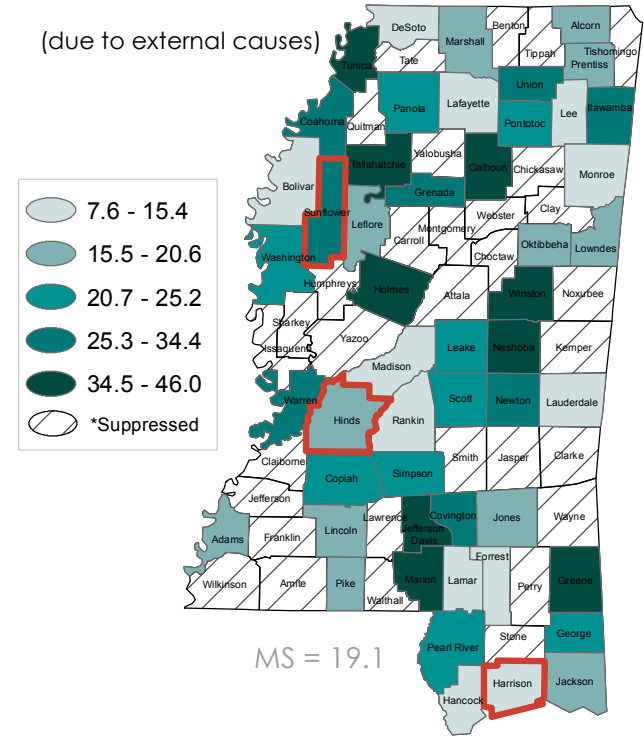 (due to external causes)
DeSoto
Benton
Alcorn
Marshall
Tippah
Tishomingo
Tunica
Tate
Prentiss
Union
Panola
Lafayette
Lee
Itawamba
Coahoma
Quitman
Pontotoc
Tallahatchie
Yalobusha
Calhoun
Chickasaw
Monroe
Bolivar
Grenada
Sunflower
Leflore
Webster
Clay
Carroll
Montgomery
Oktibbeha
Lowndes
Washington
Choctaw
Humphreys
Holmes
Attala
Winston
Noxubee
Sharkey
Issaquena
Yazoo
Leake
Neshoba
Kemper
Madison
Warren
Hinds
Rankin
Scott
Newton
Lauderdale
Claiborne
Smith
Jasper
Clarke
Copiah
Simpson
Jefferson
Lawrence
Jefferson
Davis
Covington
Jones
Wayne
Adams
Franklin
Lincoln
Forrest
Wilkinson
Amite
Pike
Walthall
Marion
Lamar
Perry
Greene
Stone
George
Pearl River
Harrison
Jackson
Hancock
7.6 - 15.4
15.5 - 20.6
20.7 - 25.2
25.3 - 34.4
34.5 - 46.0
*Suppressed
MS = 19.1